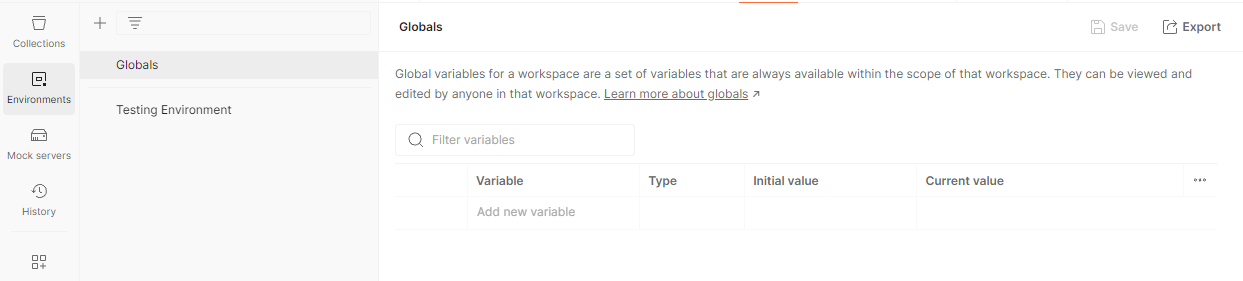 Collections
Environments
Mock servers
History
Globals
Testing Environment
Globals
Save
Export
Global variables for a workspace are a set of variables that are always available within the scope of that workspace. They can be viewed and
edited by anyone in that workspace. Learn more about globals ↗
Filter variables
Variable Type Initial value Current value
Add new variable